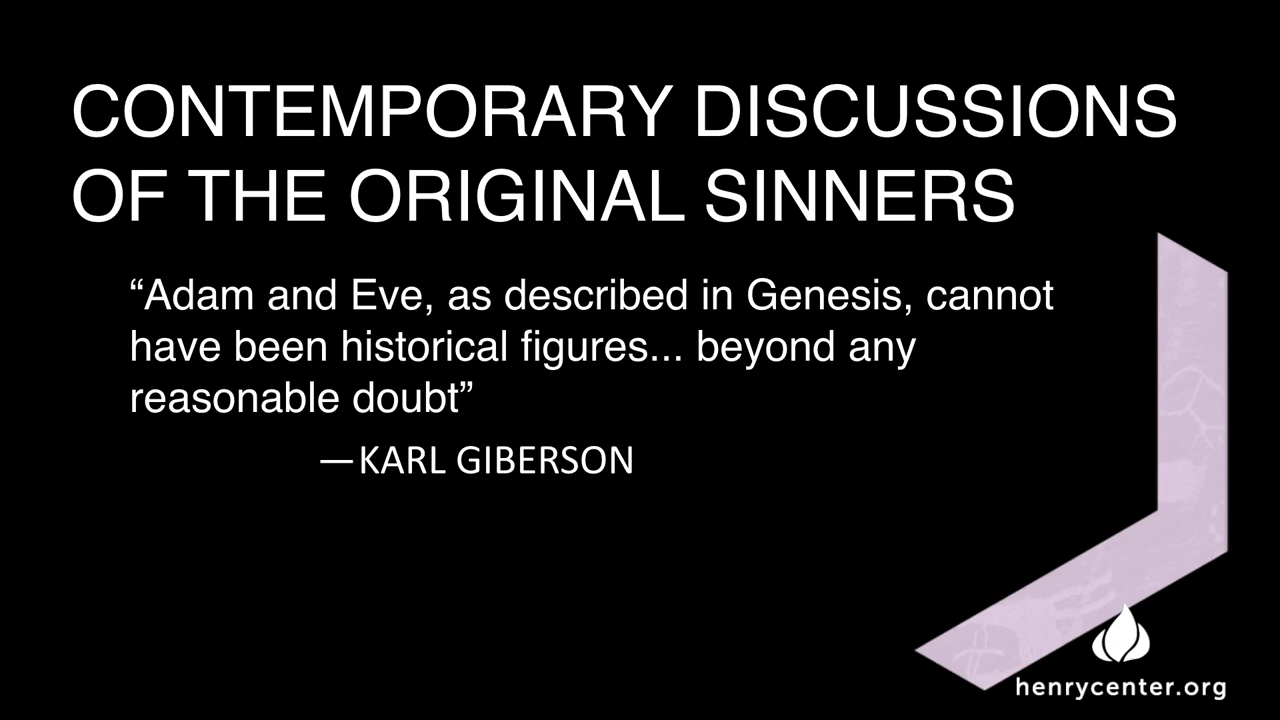 CONTEMPORARY DISCUSSIONS
OF THE ORIGINAL SINNERS
“Adam and Eve, as described in Genesis, cannot
have been historical figures... beyond any
reasonable doubt”
—KARL GIBERSON
henrycenter.org